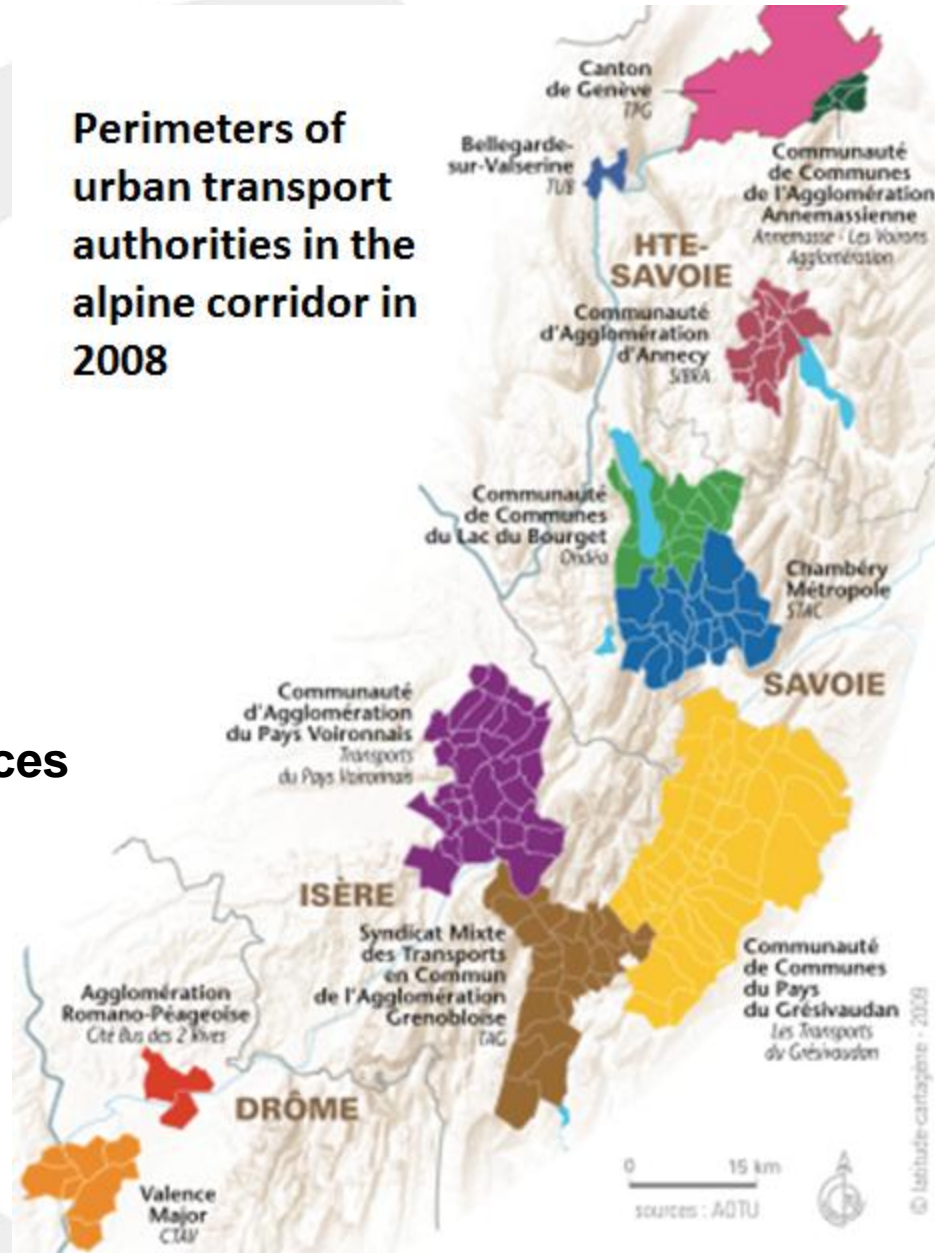 Perimeters of
urban transport
authorities in the
alpine corridor in
2008
Canton
de Genève
TPG
Bellegarde-
sur-Valserine
TUB
Communauté
de Communes
de l'Agglomération
Annemassienne
Annemasse - Les Voirons
Agglomération
HTE-
SAVOIE
Communauté
d'Agglomération
d'Annecy
SIBRA
Communauté
de Communes
du Lac du Bourget
Ondéa
Chambéry
Métropole
STAC
SAVOIE
Communauté
d'Agglomération
du Pays Voironnais
Transports
du Pays Voironnais
ces
ISÈRE
Syndicat Mixte
des Transports
en Commun
de l'Agglomération
Grenobloise
TAG
Communauté
de Communes
du Pays
du Grésivaudan
Les Transports
du Grésivaudan
Agglomération
Romano-Péageoise
Cité Bus des 2 Rives
DRÔME
Valence
Major
CTAV
0 15 km
sources : AOTU
© latitude-cartagène - 2009